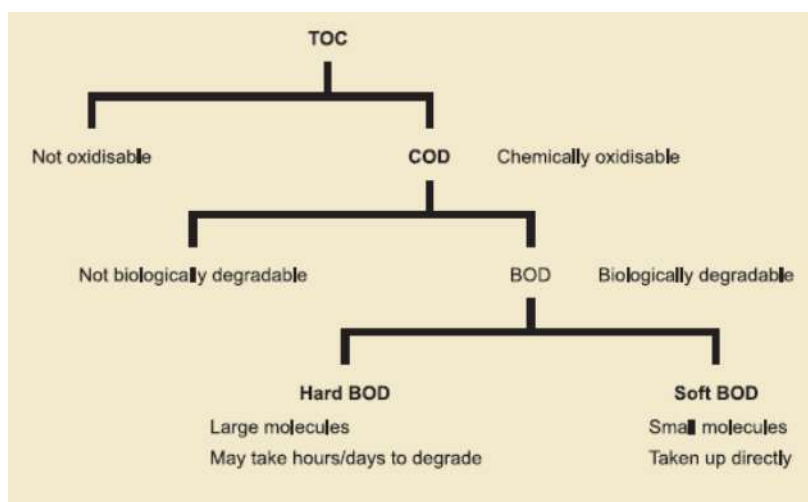 TOC
Not oxidisable
COD
Chemically oxidisable
Not biologically degradable
BOD
Biologically degradable
Hard BOD
Soft BOD
Large molecules
Small molecules
May take hours/days to degrade
Taken up directly